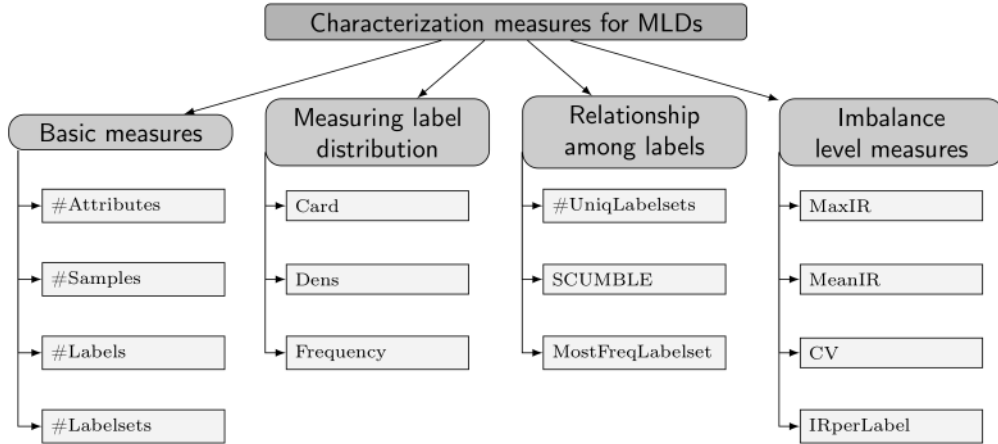 Characterization measures for MLDs
Basic measures
#Attributes
#Samples
#Labels
#Labelsets
Measuring label
distribution
Card
Dens
Frequency
Relationship
among labels
#UniqLabelsets
SCUMBLE
MostFreqLabelset
Imbalance
level measures
MaxIR
MeanIR
CV
IRperLabel